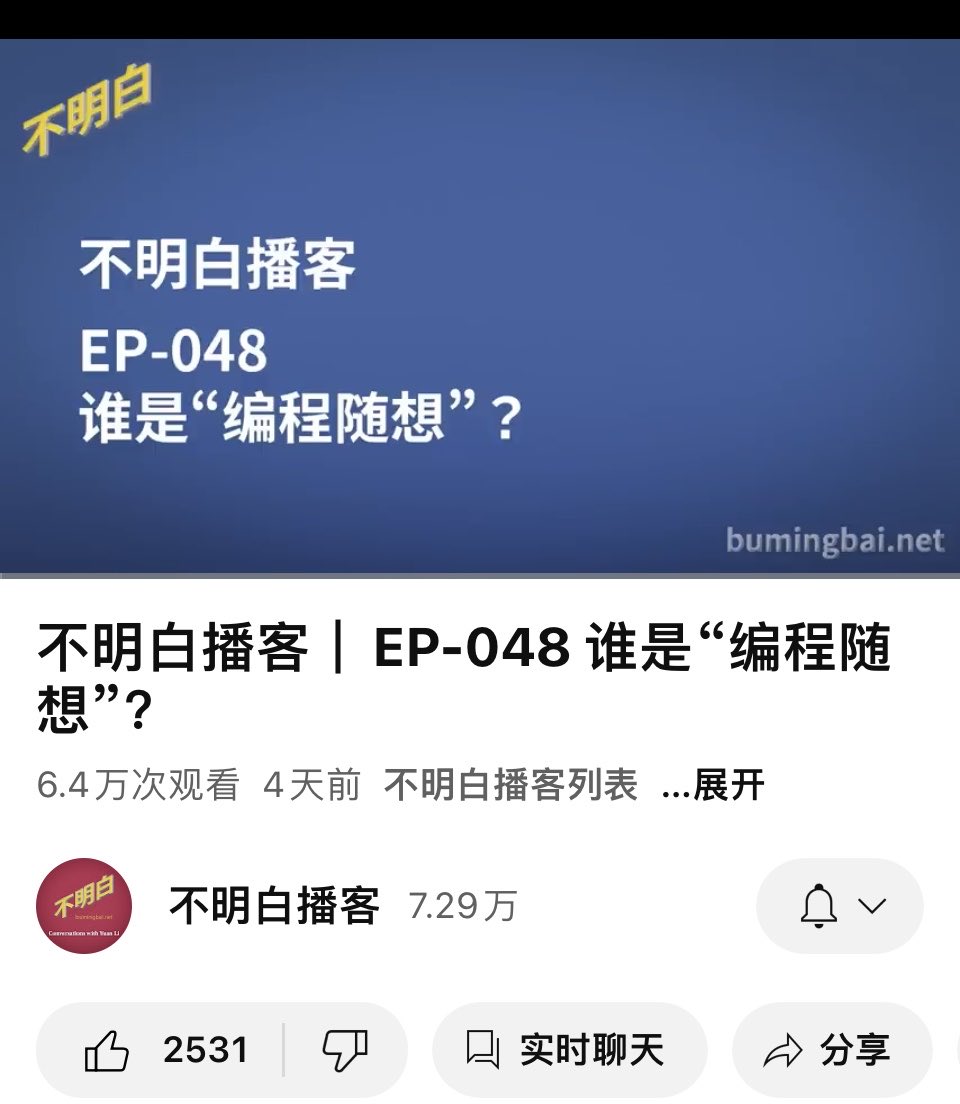 不明白
不明白播客
EP-048
谁是“编程随想”？
bumingbai.net
不明白播客｜EP-048 谁是“编程随
想”?
6.4万次观看 4天前 不明白播客列表 ...展开
不明白
bumingbai.net
Conversations with Yuan Li
不明白播客 7.29万
2531 实时聊天 分享